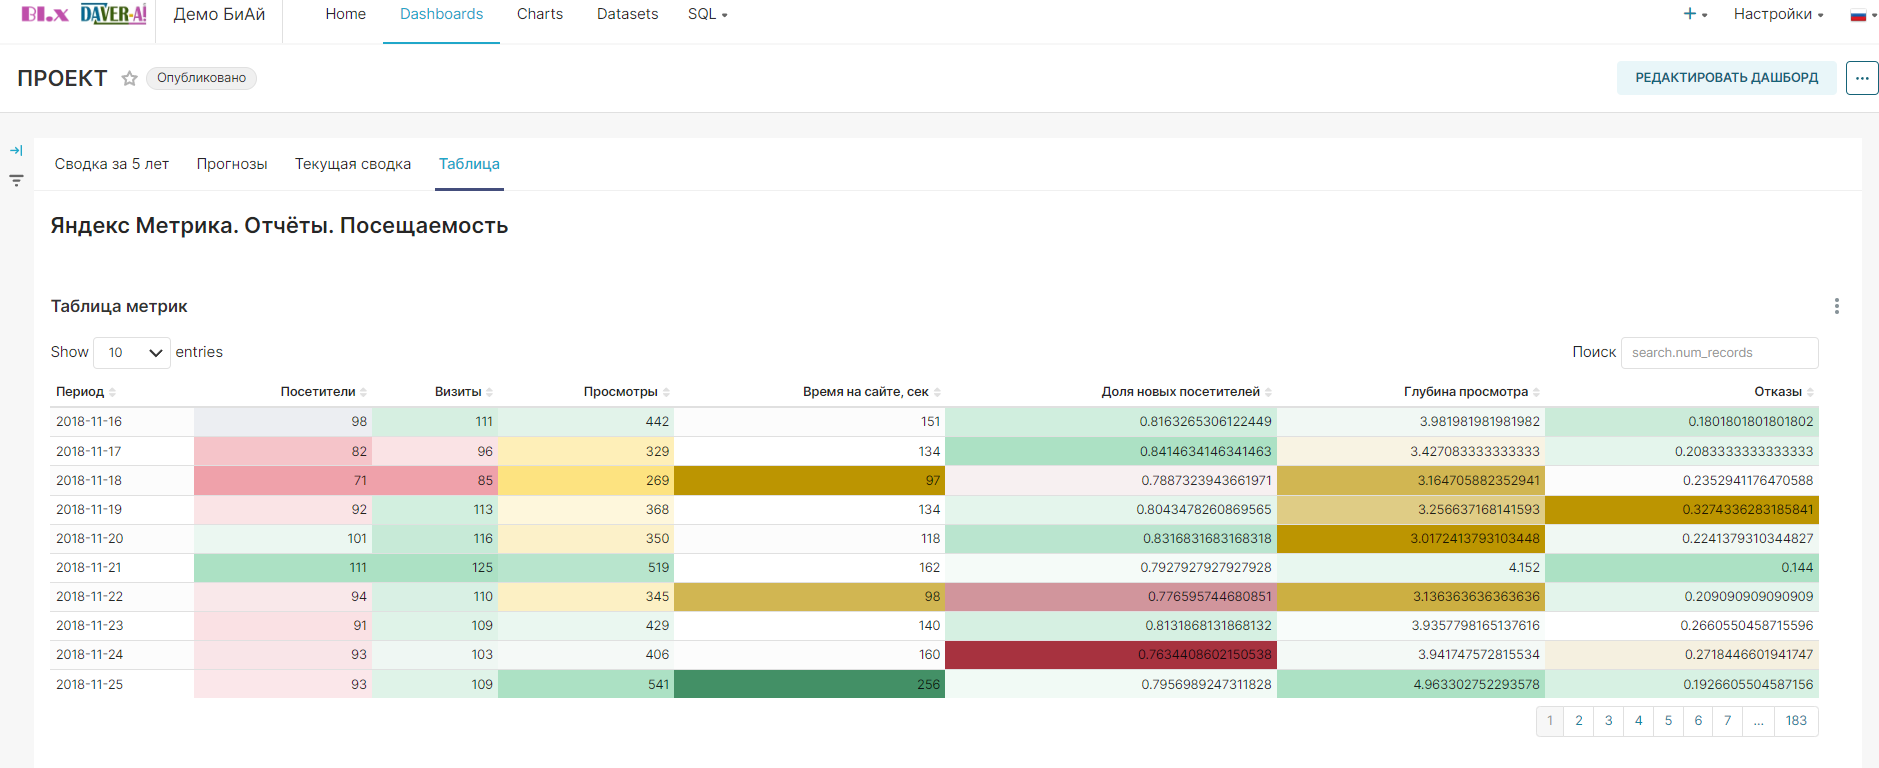 BI.x DAVER-A! Демо БиАй Home Dashboards Charts Datasets SQL Настройки
ПРОЕКТ Опубликовано РЕДАКТИРОВАТЬ ДАШБОРД ...
Сводка за 5 лет Прогнозы Текущая сводка Таблица
Яндекс Метрика. Отчёты. Посещаемость
Таблица метрик
Show 10 entries Поиск search.num_records
Период Посетители Визиты Просмотры Время на сайте, сек Доля новых посетителей Глубина просмотра Отказы
2018-11-16 98 111 442 151 0.8163265306122449 3.981981981981982 0.1801801801801802
2018-11-17 82 96 329 134 0.8414634146341463 3.427083333333333 0.2083333333333333
2018-11-18 71 85 269 97 0.7887323943661971 3.164705882352941 0.2352941176470588
2018-11-19 92 113 368 134 0.8043478260869565 3.256637168141593 0.3274336283185841
2018-11-20 101 116 350 118 0.8316831683168318 3.0172413793103448 0.2241379310344827
2018-11-21 111 125 519 162 0.7927927927927928 4.152 0.144
2018-11-22 94 110 345 98 0.776595744680851 3.136363636363636 0.209090909090909
2018-11-23 91 109 429 140 0.8131868131868132 3.9357798165137616 0.2660550458715596
2018-11-24 93 103 406 160 0.7634408602150538 3.941747572815534 0.2718446601941747
2018-11-25 93 109 541 256 0.7956989247311828 4.963302752293578 0.1926605504587156
1 2 3 4 5 6 7 ... 183